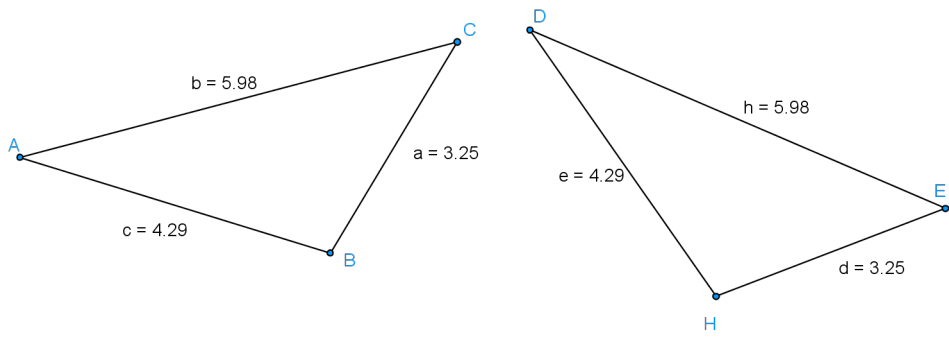 C
D
b = 5.98
h = 5.98
A
a = 3.25
e = 4.29
E
c = 4.29
B
d = 3.25
H